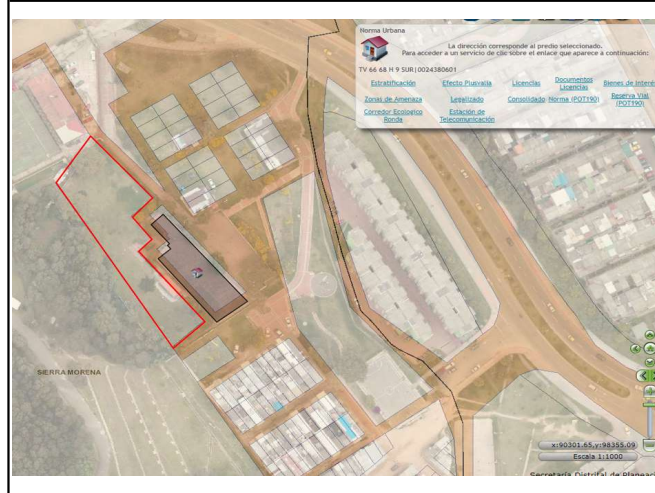 Norma Urbana
La dirección corresponde al predio seleccionado.
Para acceder a un servicio de clic sobre el enlace que aparece a continuación:
TV 66 68 H 9 SUR|0024380601
Estratificación Efecto Plusvalía Licencias Documentos Licencias Bienes de Interés
Zonas de Amenaza Legalizado Consolidado Norma (POT190) Reserva Vial (POT190)
Corredor Ecologico Ronda Estación de Telecomunicación
SIERRA MORENA
x:90301.65,y:98355.09
Escala 1:1000
Secretaría Distrital de Planeaci